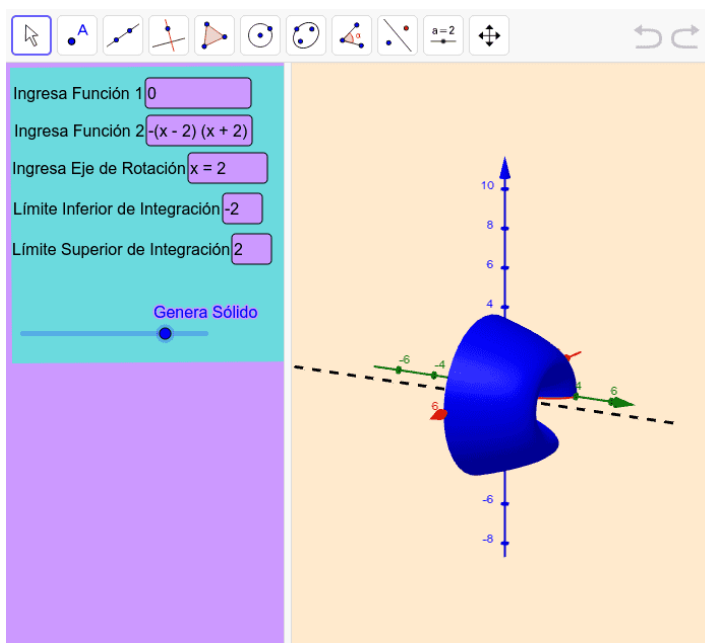 A
α
a=2
Ingresa Función 1 0
Ingresa Función 2 -(x - 2) (x + 2)
Ingresa Eje de Rotación x = 2
Límite Inferior de Integración -2
Límite Superior de Integración 2
Genera Sólido
10
8
6
4
-6
-4
4
6
6
-6
-8